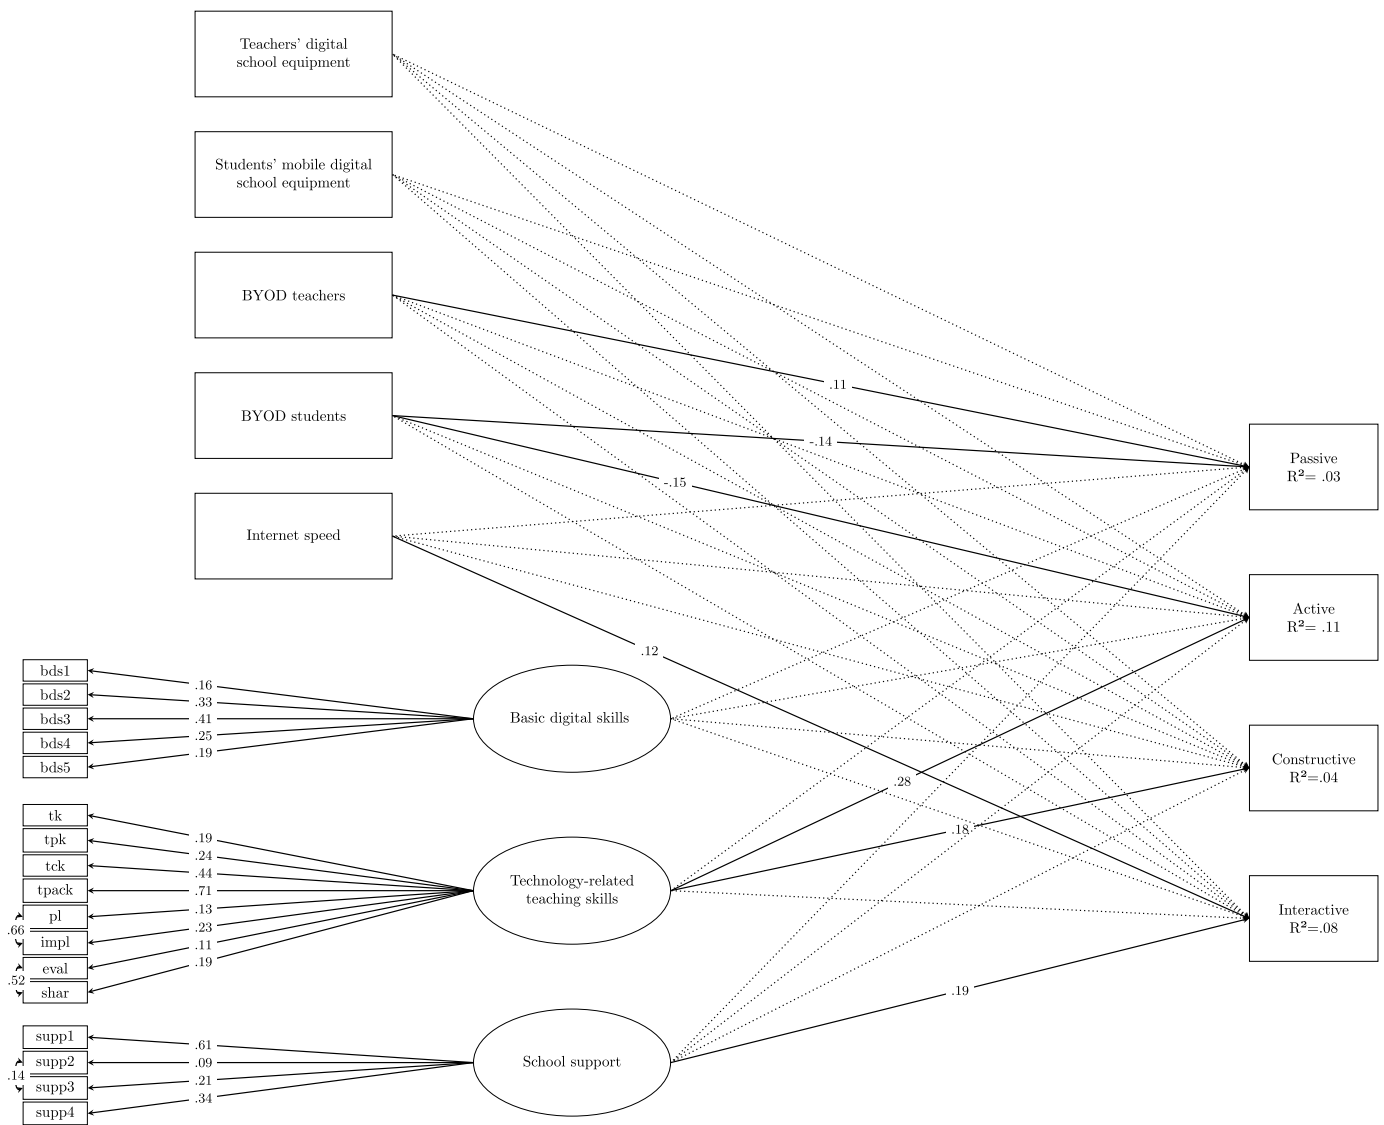 Teachers' digital
school equipment
Students' mobile digital
school equipment
BYOD teachers
.11
BYOD students
-.14
-.15
Passive
R²= .03
Internet speed
.12
Active
R²= .11
bds1
bds2
bds3
bds4
bds5
.16
.33
.41
.25
.19
Basic digital skills
.28
.18
Constructive
R²=.04
tk
tpk
tck
tpack
pl
impl
eval
shar
.66
.52
.19
.24
.44
.71
.13
.23
.11
.19
Technology-related
teaching skills
Interactive
R²=.08
.19
supp1
supp2
supp3
supp4
.14
.61
.09
.21
.34
School support